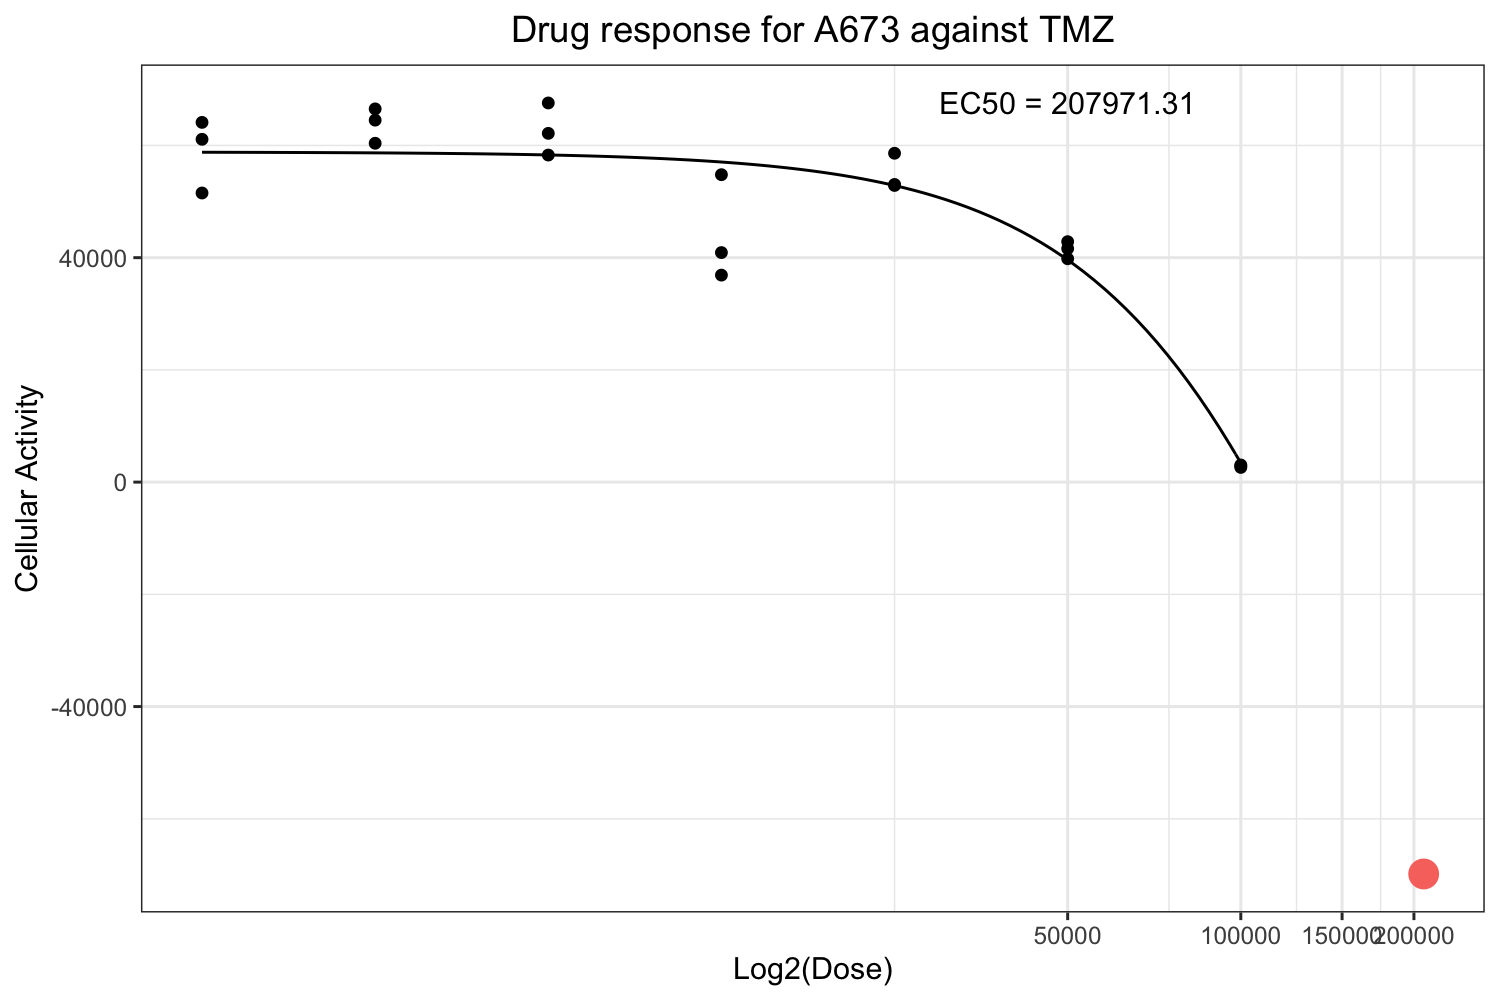 Drug response for A673 against TMZ
EC50 = 207971.31
Cellular Activity
40000
0
-40000
50000 100000 150000 200000
Log2(Dose)